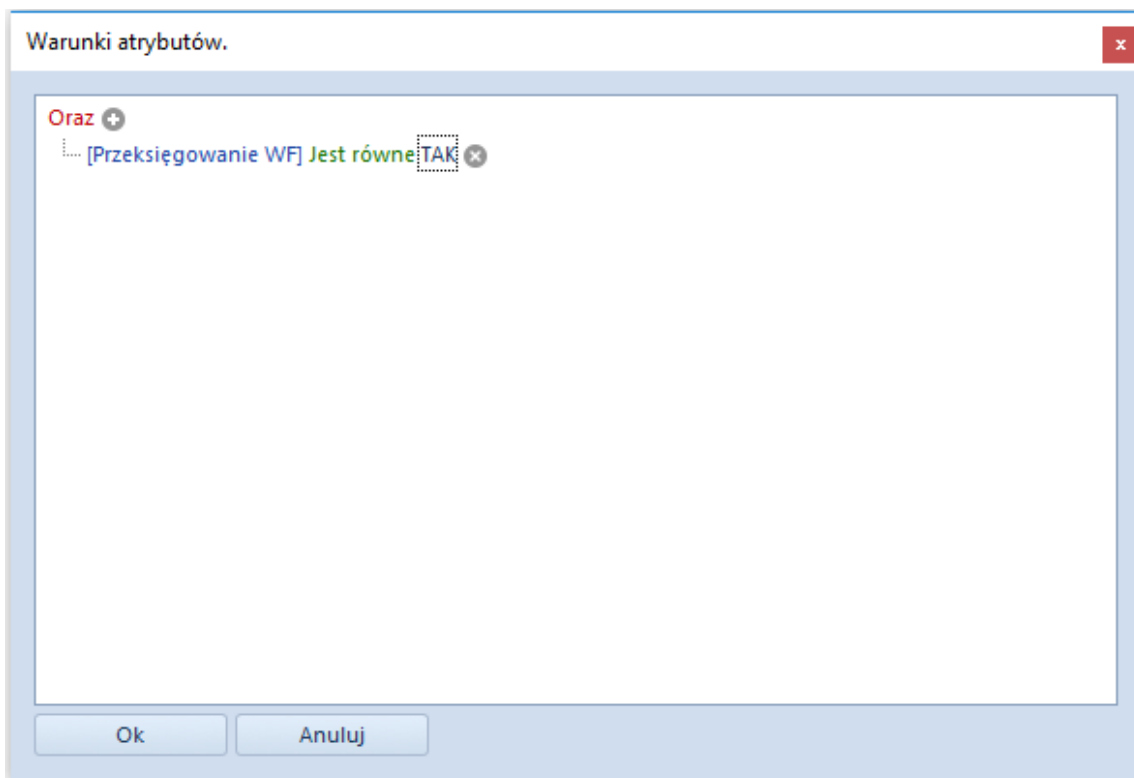 Warunki atrybutów.
x
Oraz
[Przeksięgowanie WF] Jest równe TAK
Ok Anuluj